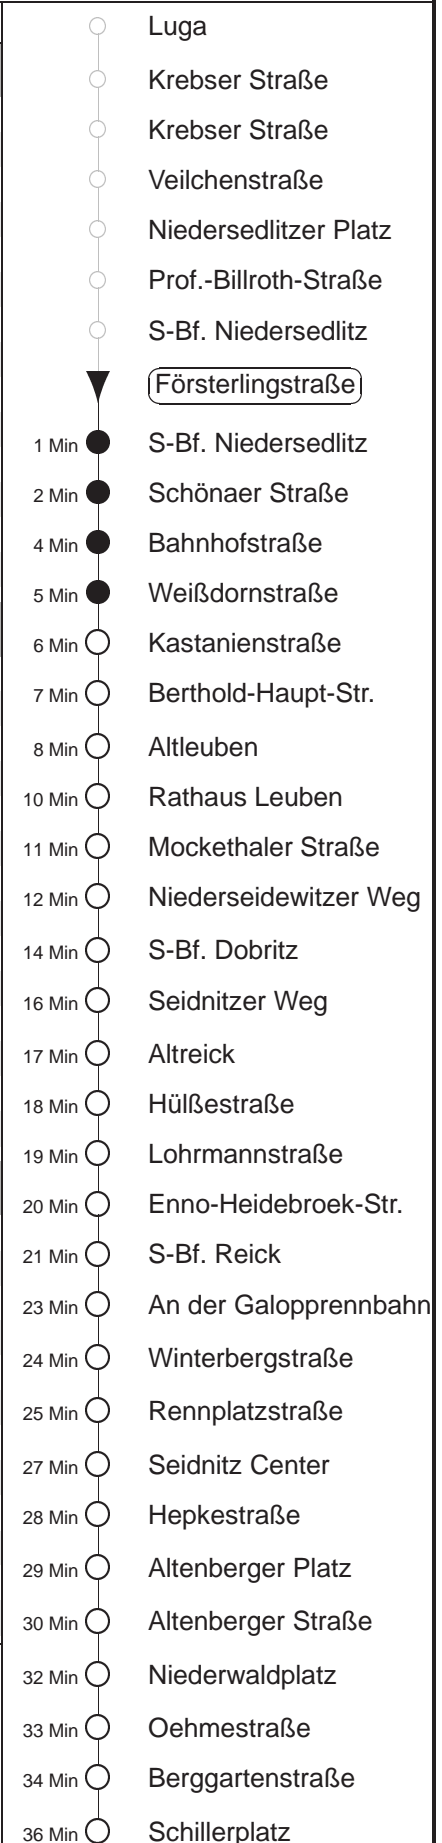 Luga
Krebser Straße
Krebser Straße
Veilchenstraße
Niedersedlitzer Platz
Prof.-Billroth-Straße
S-Bf. Niedersedlitz
Försterlingstraße
1 Min S-Bf. Niedersedlitz
2 Min Schönaer Straße
4 Min Bahnhofstraße
5 Min Weißdornstraße
6 Min Kastanienstraße
7 Min Berthold-Haupt-Str.
8 Min Altleuben
10 Min Rathaus Leuben
11 Min Mockethaler Straße
12 Min Niederseidewitzer Weg
14 Min S-Bf. Dobritz
16 Min Seidnitzer Weg
17 Min Altreick
18 Min Hülßestraße
19 Min Lohrmannstraße
20 Min Enno-Heidebroek-Str.
21 Min S-Bf. Reick
23 Min An der Galopprennbahn
24 Min Winterbergstraße
25 Min Rennplatzstraße
27 Min Seidnitz Center
28 Min Hepkestraße
29 Min Altenberger Platz
30 Min Altenberger Straße
32 Min Niederwaldplatz
33 Min Oehmestraße
34 Min Berggartenstraße
36 Min Schillerplatz